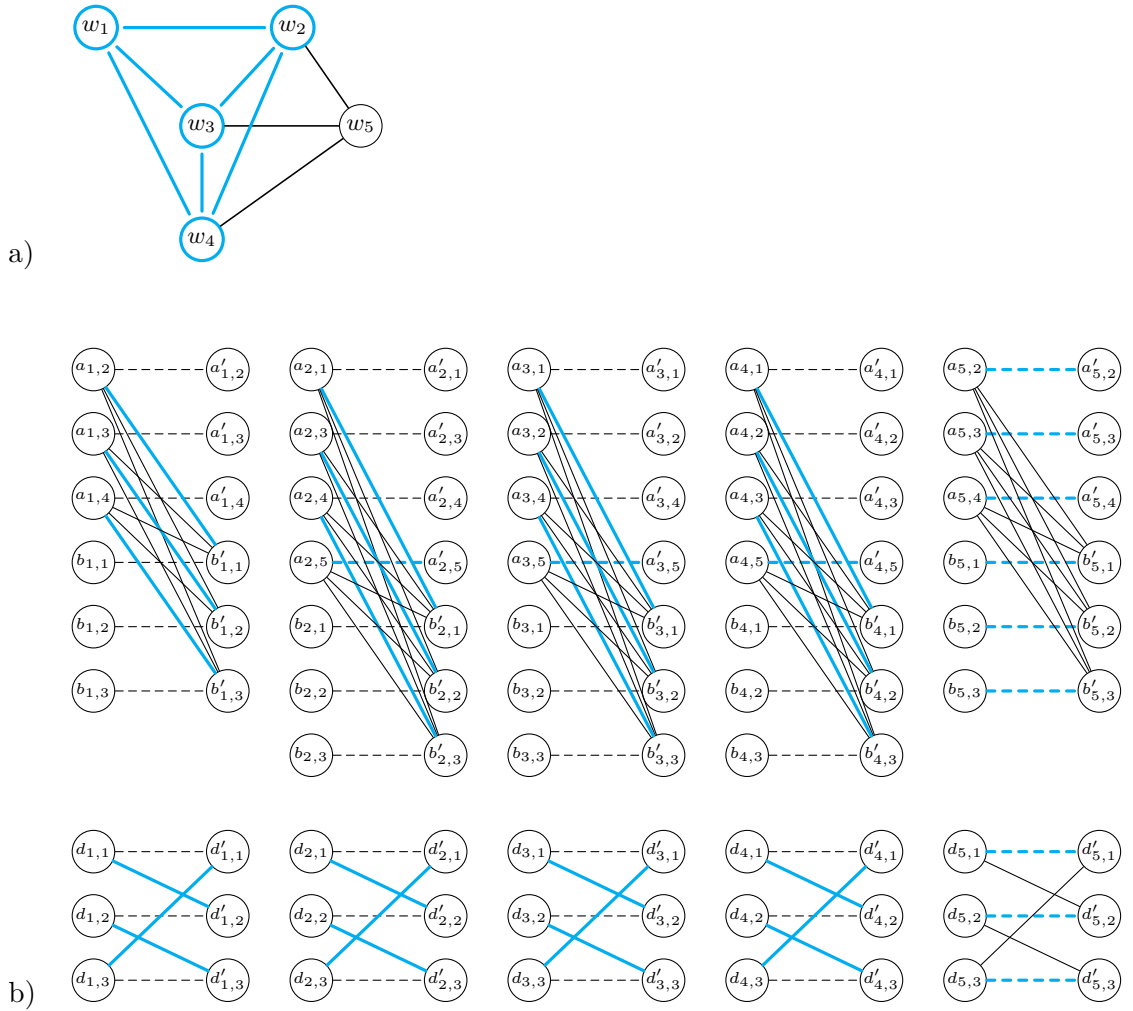 w₁ w₂
w₃ w₅
w₄
a)
a₁,₂ a′₁,₂ a₂,₁ a′₂,₁ a₃,₁ a′₃,₁ a₄,₁ a′₄,₁ a₅,₂ a′₅,₂
a₁,₃ a′₁,₃ a₂,₃ a′₂,₃ a₃,₂ a′₃,₂ a₄,₂ a′₄,₂ a₅,₃ a′₅,₃
a₁,₄ a′₁,₄ a₂,₄ a′₂,₄ a₃,₄ a′₃,₄ a₄,₃ a′₄,₃ a₅,₄ a′₅,₄
b₁,₁ b′₁,₁ a₂,₅ a′₂,₅ a₃,₅ a′₃,₅ a₄,₅ a′₄,₅ b₅,₁ b′₅,₁
b₁,₂ b′₁,₂ b₂,₁ b′₂,₁ b₃,₁ b′₃,₁ b₄,₁ b′₄,₁ b₅,₂ b′₅,₂
b₁,₃ b′₁,₃ b₂,₂ b′₂,₂ b₃,₂ b′₃,₂ b₄,₂ b′₄,₂ b₅,₃ b′₅,₃
b₂,₃ b′₂,₃ b₃,₃ b′₃,₃ b₄,₃ b′₄,₃
d₁,₁ d′₁,₁ d₂,₁ d′₂,₁ d₃,₁ d′₃,₁ d₄,₁ d′₄,₁ d₅,₁ d′₅,₁
d₁,₂ d′₁,₂ d₂,₂ d′₂,₂ d₃,₂ d′₃,₂ d₄,₂ d′₄,₂ d₅,₂ d′₅,₂
b) d₁,₃ d′₁,₃ d₂,₃ d′₂,₃ d�3,₃ d′₃,₃ d₄,₃ d′₄,₃ d₅,₃ d′₅,₃